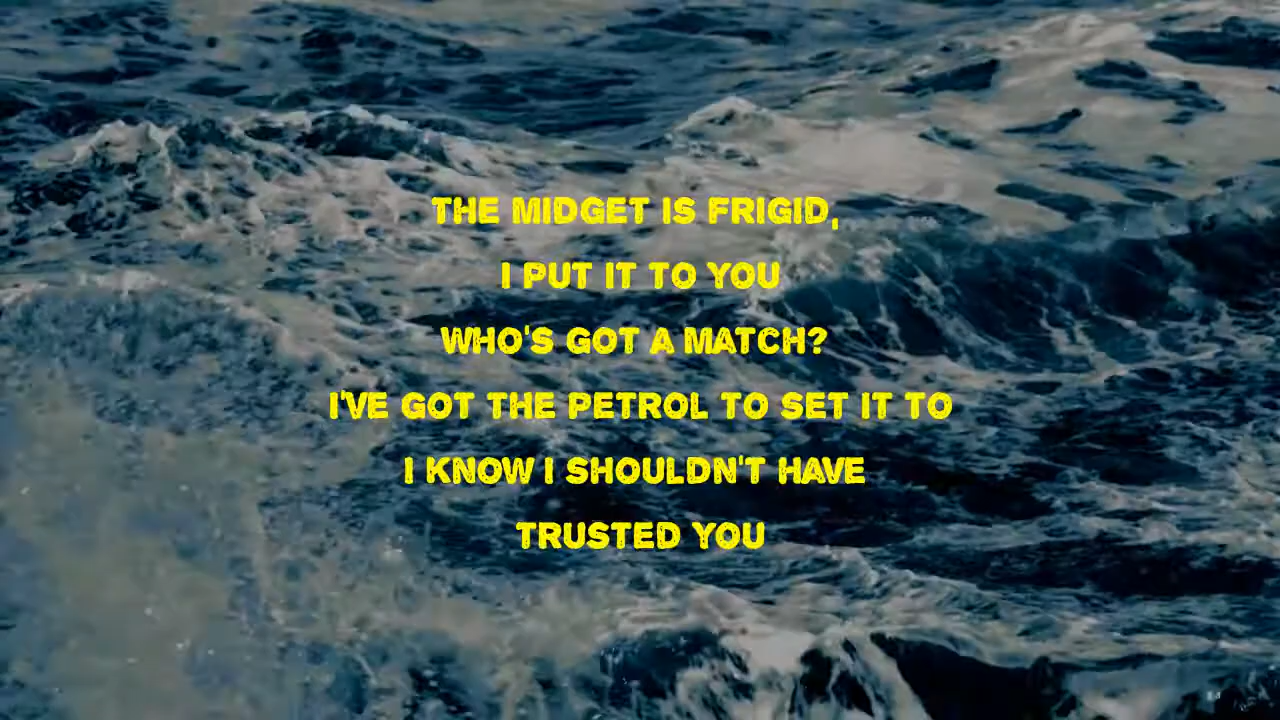 THE MIDGET IS FRIGID,
I PUT IT TO YOU
WHO'S GOT A MATCH?
I'VE GOT THE PETROL TO SET IT TO
I KNOW I SHOULDN'T HAVE
TRUSTED YOU